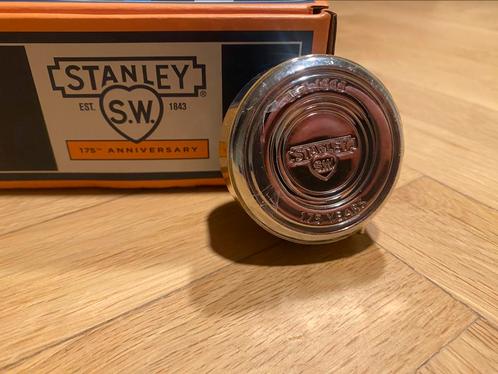 STANLEY®
EST. S.W. 1843
175TH ANNIVERSARY
STANLEY
S.W.
175 YEARS